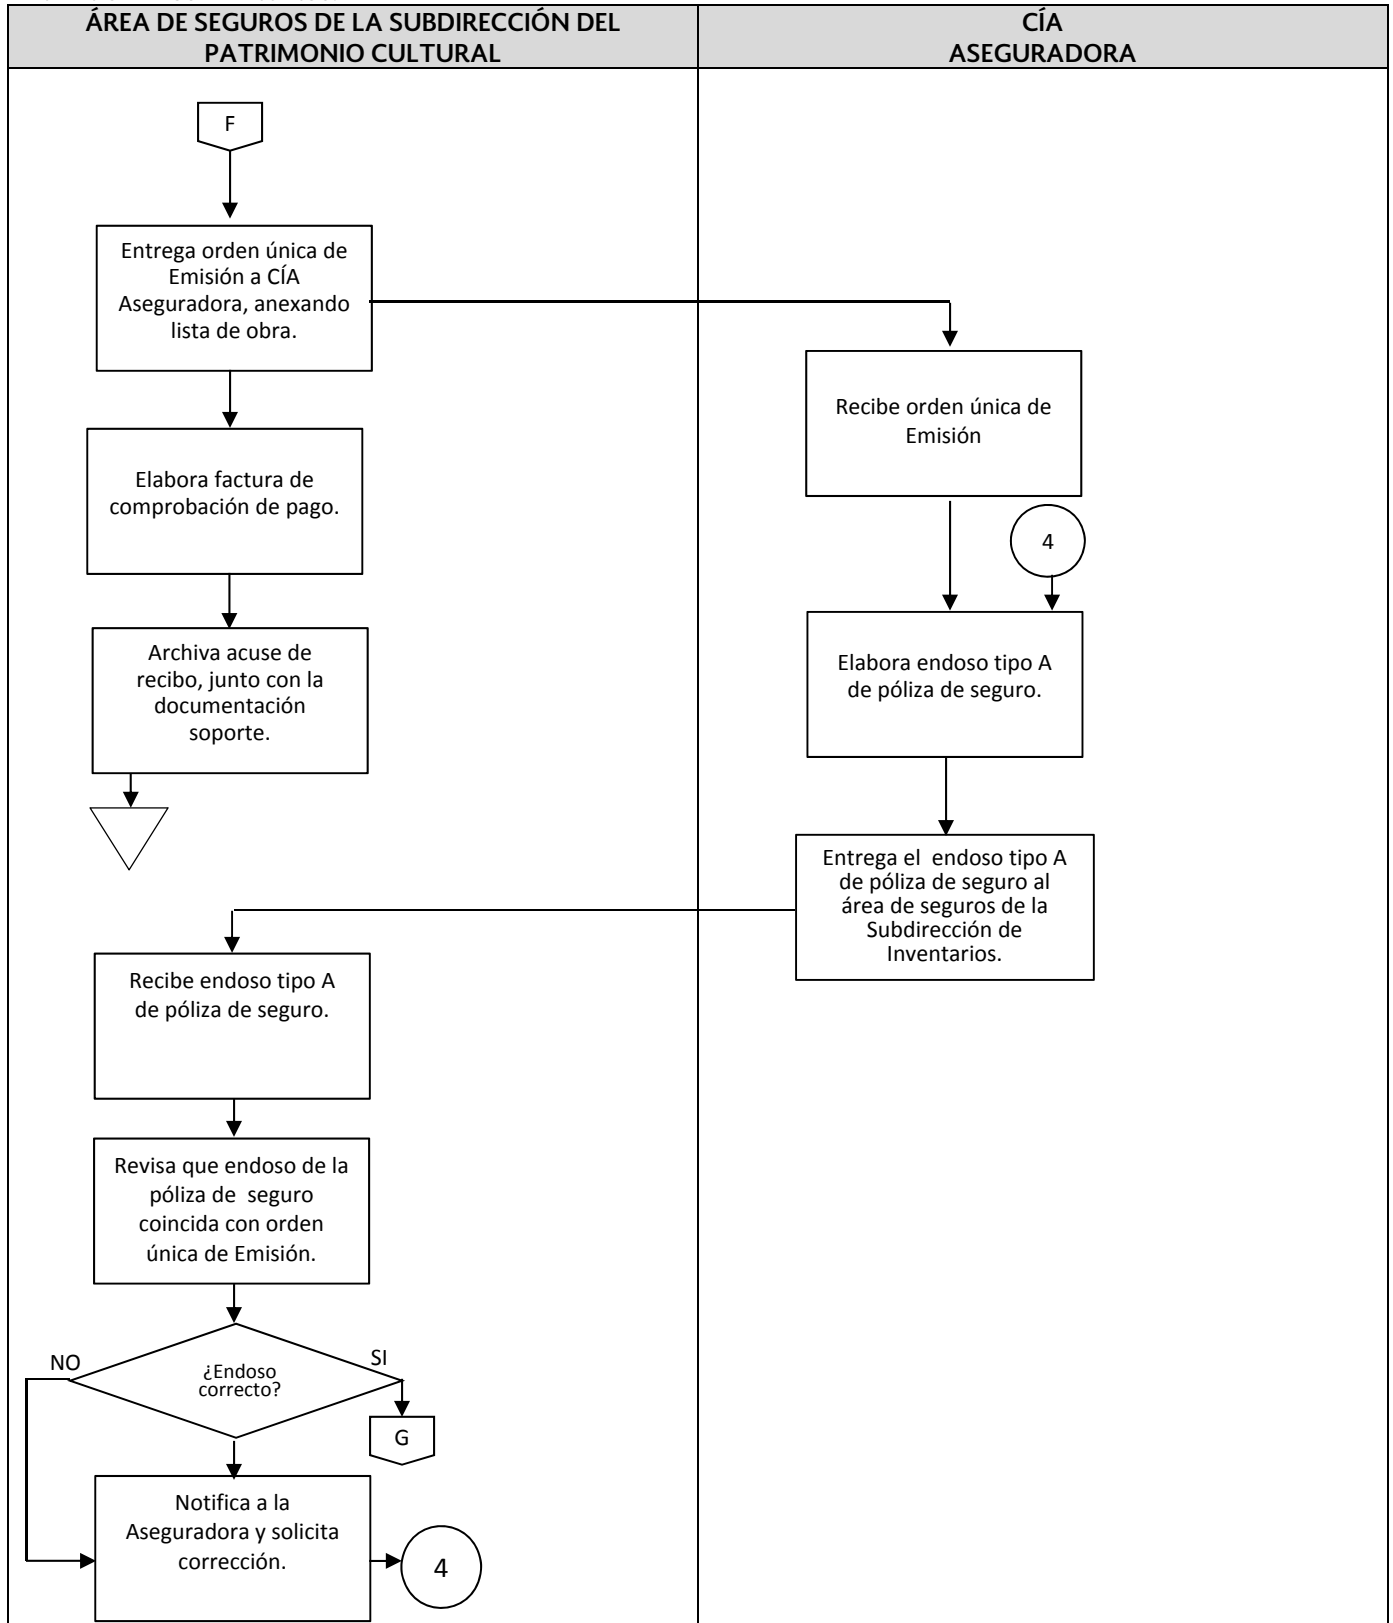 ÁREA DE SEGUROS DE LA SUBDIRECCIÓN DEL
PATRIMONIO CULTURAL
CÍA
ASEGURADORA
F
Entrega orden única de
Emisión a CÍA
Aseguradora, anexando
lista de obra.
Recibe orden única de
Emisión
Elabora factura de
comprobación de pago.
4
Archiva acuse de
recibo, junto con la
documentación
soporte.
Elabora endoso tipo A
de póliza de seguro.
Entrega el endoso tipo A
de póliza de seguro al
área de seguros de la
Subdirección de
Inventarios.
Recibe endoso tipo A
de póliza de seguro.
Revisa que endoso de la
póliza de seguro
coincida con orden
única de Emisión.
NO
¿Endoso
correcto?
SI
G
Notifica a la
Aseguradora y solicita
corrección.
4